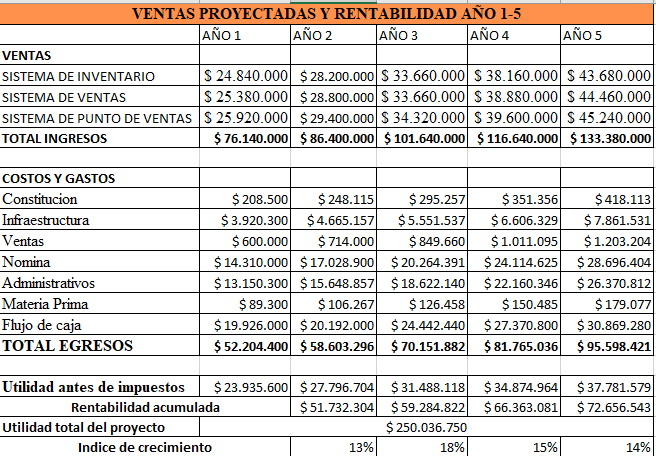 VENTAS PROYECTADAS Y RENTABILIDAD AÑO 1-5
AÑO 1 AÑO 2 AÑO 3 AÑO 4 AÑO 5
VENTAS
SISTEMA DE INVENTARIO $ 24.840.000 $ 28.200.000 $ 33.660.000 $ 38.160.000 $ 43.680.000
SISTEMA DE VENTAS $ 25.380.000 $ 28.800.000 $ 33.660.000 $ 38.880.000 $ 44.460.000
SISTEMA DE PUNTO DE VENTAS $ 25.920.000 $ 29.400.000 $ 34.320.000 $ 39.600.000 $ 45.240.000
TOTAL INGRESOS $ 76.140.000 $ 86.400.000 $ 101.640.000 $ 116.640.000 $ 133.380.000
COSTOS Y GASTOS
Constitucion $ 208.500 $ 248.115 $ 295.257 $ 351.356 $ 418.113
Infraestructura $ 3.920.300 $ 4.665.157 $ 5.551.537 $ 6.606.329 $ 7.861.531
Ventas $ 600.000 $ 714.000 $ 849.660 $ 1.011.095 $ 1.203.204
Nomina $ 14.310.000 $ 17.028.900 $ 20.264.391 $ 24.114.625 $ 28.696.404
Administrativos $ 13.150.300 $ 15.648.857 $ 18.622.140 $ 22.160.346 $ 26.370.812
Materia Prima $ 89.300 $ 106.267 $ 126.458 $ 150.485 $ 179.077
Flujo de caja $ 19.926.000 $ 20.192.000 $ 24.442.440 $ 27.370.800 $ 30.869.280
TOTAL EGRESOS $ 52.204.400 $ 58.603.296 $ 70.151.882 $ 81.765.036 $ 95.598.421
Utilidad antes de impuestos $ 23.935.600 $ 27.796.704 $ 31.488.118 $ 34.874.964 $ 37.781.579
Rentabilidad acumulada $ 51.732.304 $ 59.284.822 $ 66.363.081 $ 72.656.543
Utilidad total del proyecto $ 250.036.750
Indice de crecimiento 13% 18% 15% 14%